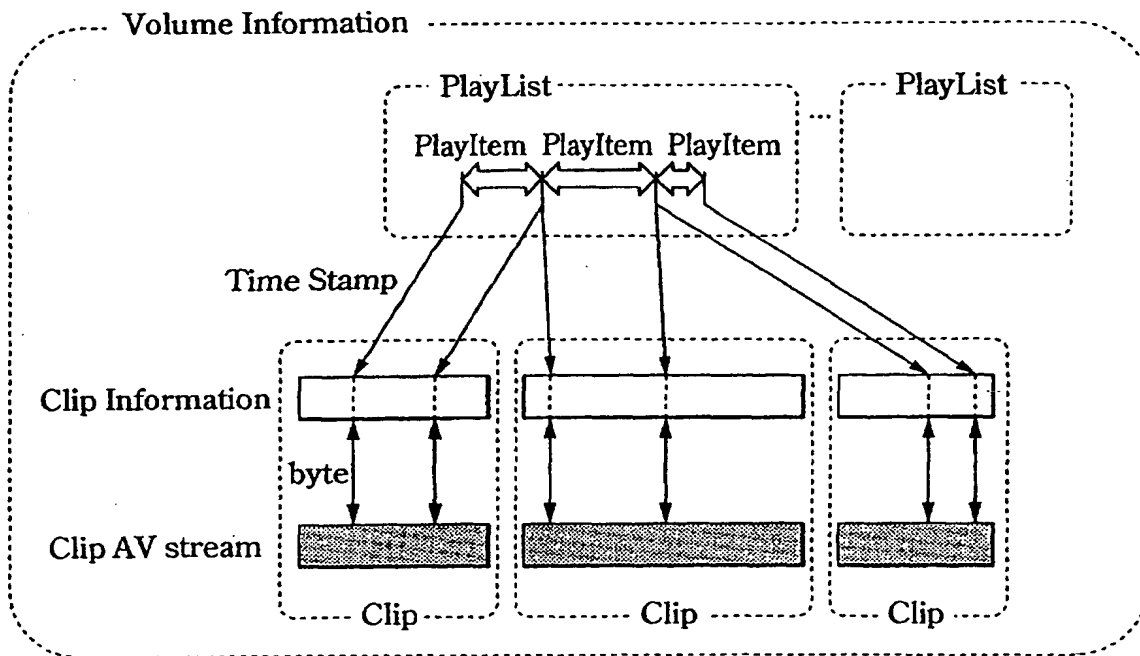 Volume Information
PlayList
PlayList
...
PlayItem PlayItem PlayItem
Time Stamp
Clip Information
byte
Clip AV stream
Clip
Clip
Clip